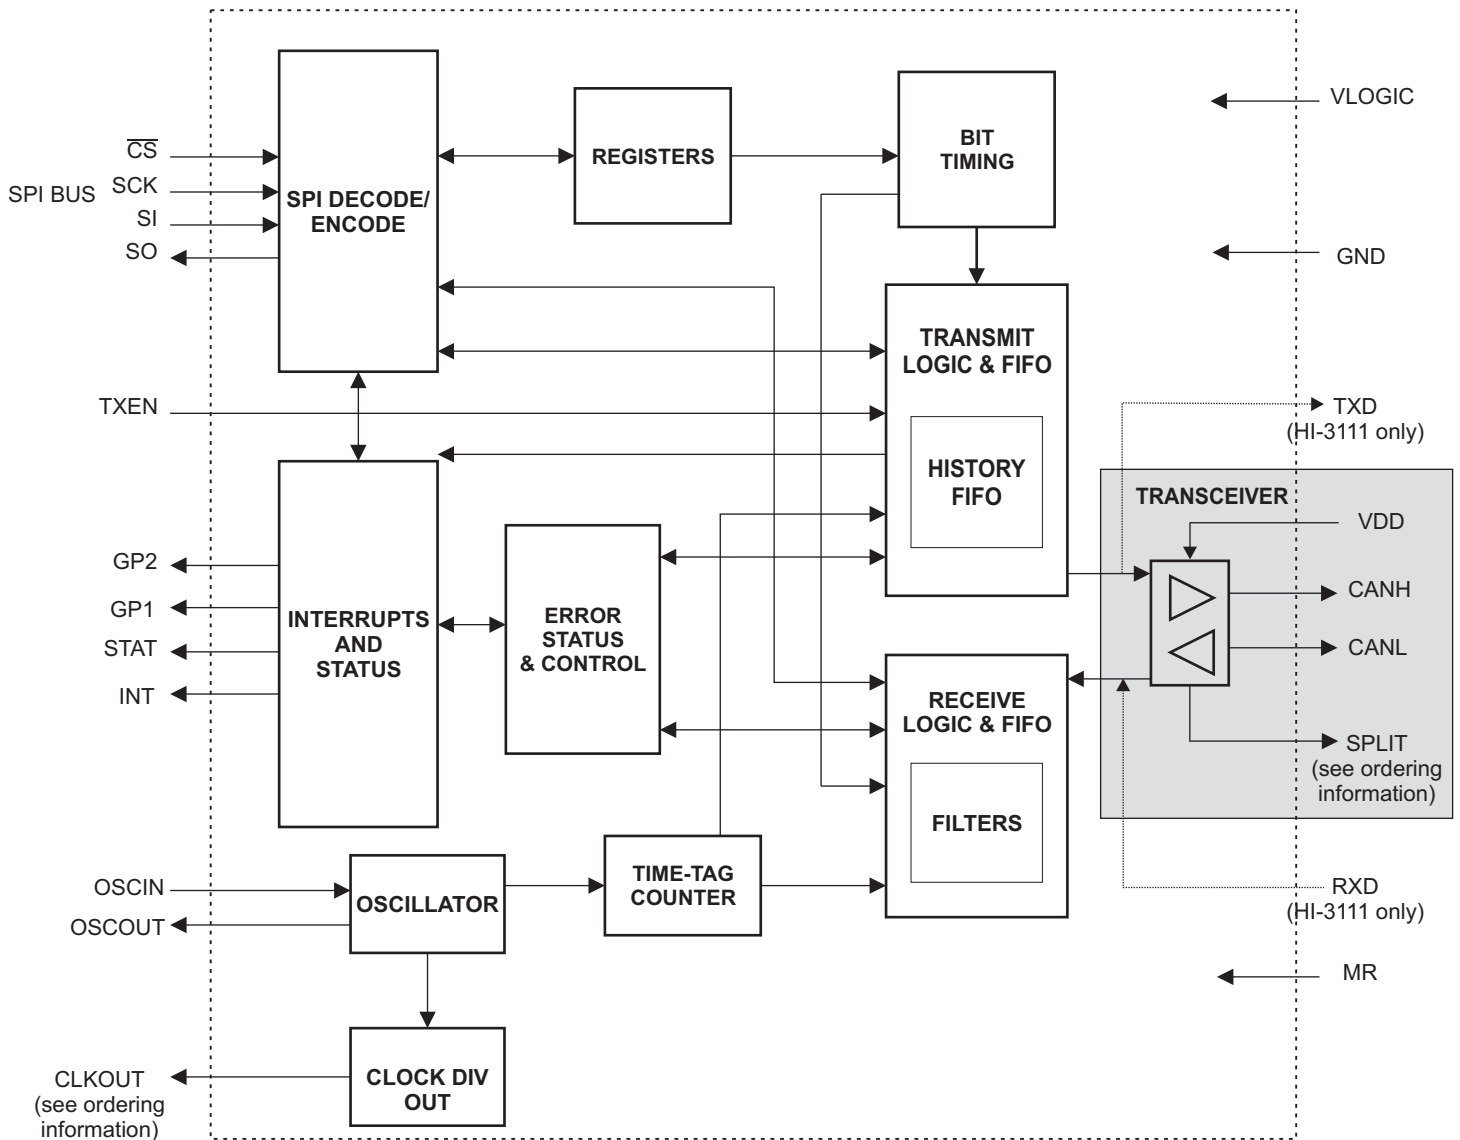 SPI BUS
CS
SCK
SI
SO
TXEN
GP2
GP1
STAT
INT
OSCIN
OSCOUT
CLKOUT
(see ordering
information)
SPI DECODE/
ENCODE
REGISTERS
BIT
TIMING
TRANSMIT
LOGIC & FIFO
HISTORY
FIFO
INTERRUPTS
AND
STATUS
ERROR
STATUS
& CONTROL
RECEIVE
LOGIC & FIFO
FILTERS
OSCILLATOR
TIME-TAG
COUNTER
CLOCK DIV
OUT
VLOGIC
GND
TXD
(HI-3111 only)
TRANSCEIVER
VDD
CANH
CANL
SPLIT
(see ordering
information)
RXD
(HI-3111 only)
MR